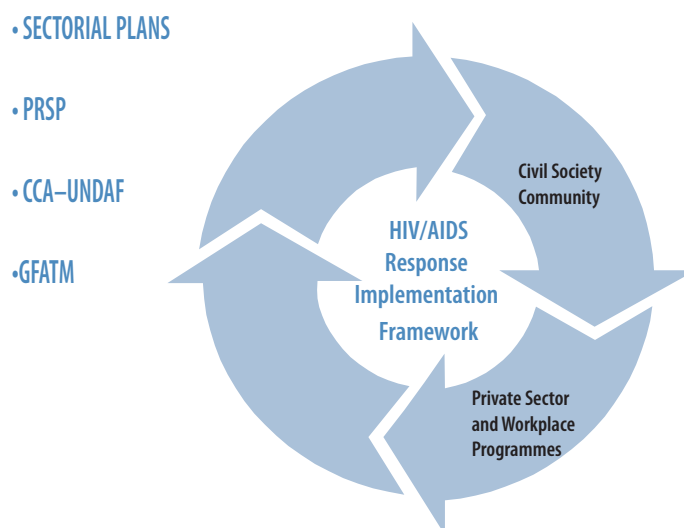 • SECTORIAL PLANS
• PRSP
• CCA–UNDAF
•GFATM
Civil Society
Community
HIV/AIDS
Response
Implementation
Framework
Private Sector
and Workplace
Programmes